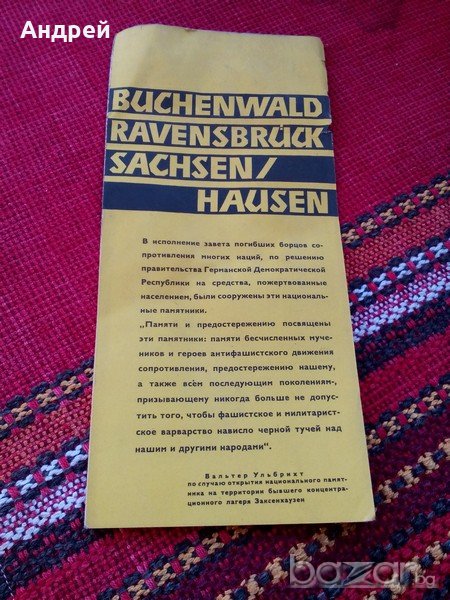 Андрей
BUCHENWALD
RAVENSBRÜCK
SACHSEN/
HAUSEN
В исполнение завета погибших борцов со-
противления многих наций, по решению
правительства Германской Демократической
Республики на средства, пожертвованные
населением, были сооружены эти националь-
ные памятники.
„Памяти и предостережению посвящены
эти памятники: памяти бесчисленных муче-
ников и героев антифашистского движения
сопротивления, предостережению нашему,
а также всем последующим поколениям-,
призывающему никогда больше не допус-
тить того, чтобы фашистское и милитарист-
ское варварство нависло черной тучей над
нашим и другими народами“.
Вальтер Ульбрихт
по случаю открытия национального памят-
ника на территории бывшего концентра-
ционного лагеря Заксенхаузен
bazar.bg